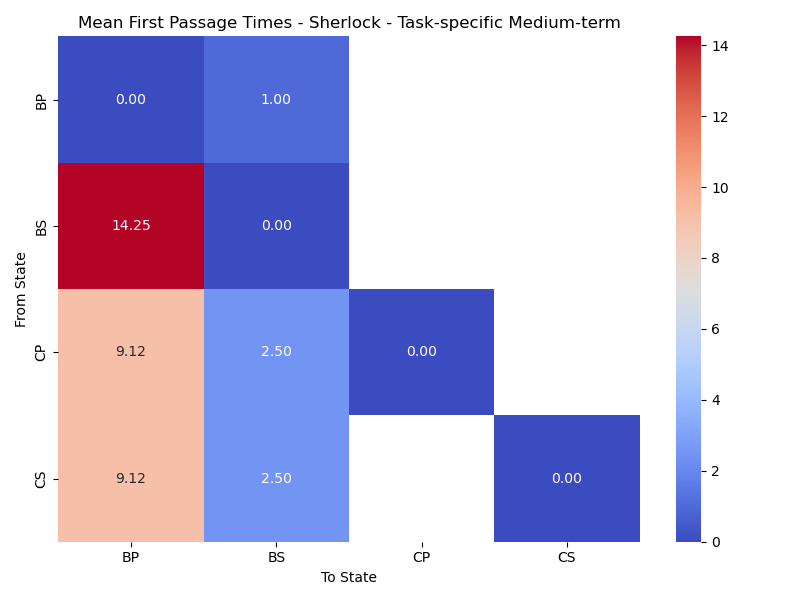 Mean First Passage Times - Sherlock - Task-specific Medium-term
BP 0.00 1.00
BS 14.25 0.00
CP 9.12 2.50 0.00
CS 9.12 2.50 0.00
BP BS CP CS
From State
To State
14
12
10
8
6
4
2
0